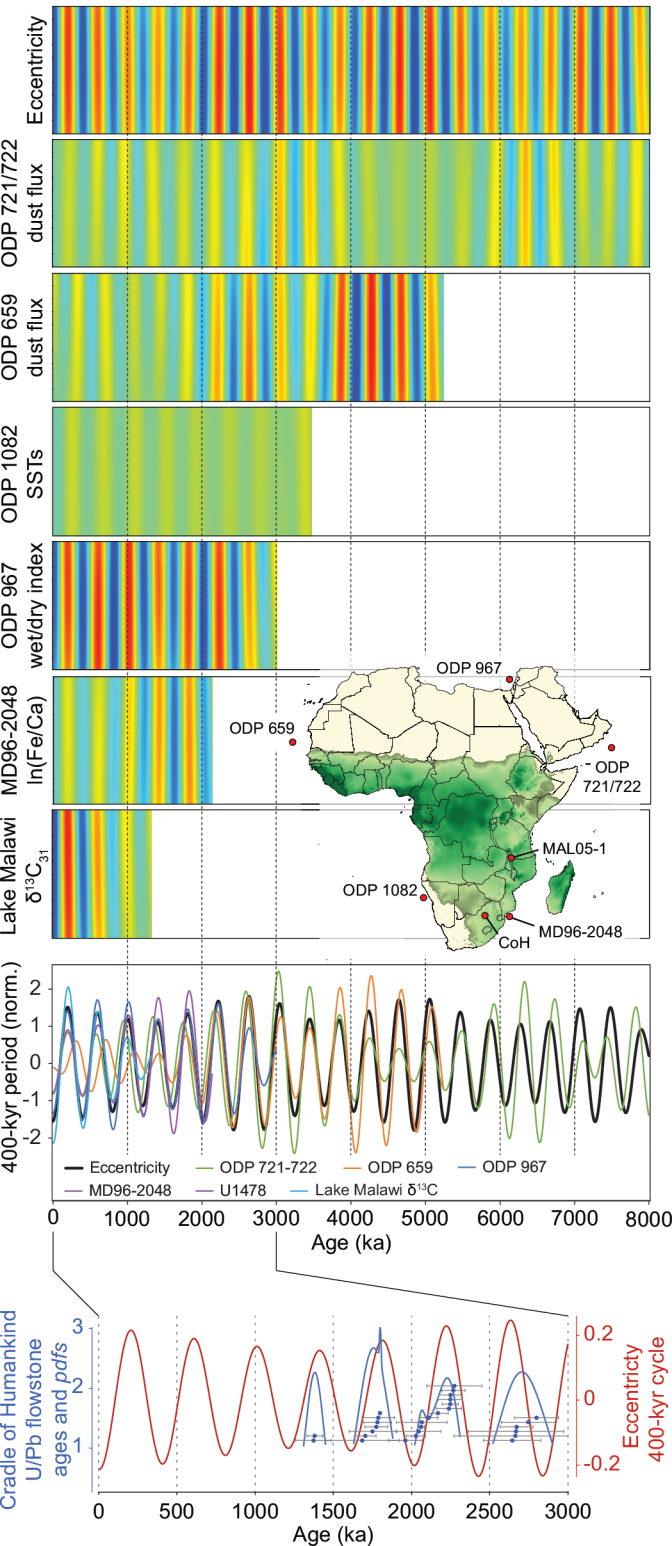 Eccentricity
ODP 721/722
dust flux
ODP 659
dust flux
ODP 1082
SSTs
ODP 967
wet/dry index
MD96-2048
ln(Fe/Ca)
Lake Malawi
δ¹³C₃₁
ODP 967
ODP 659
ODP
721/722
MAL05-1
ODP 1082
MD96-2048
CoH
400-kyr period (norm.)
2
1
0
-1
-2
Eccentricity
ODP 721-722
ODP 659
ODP 967
MD96-2048
U1478
Lake Malawi δ¹³C
0
1000
2000
3000
4000
5000
6000
7000
8000
Age (ka)
Cradle of Humankind
U/Pb flowstone
ages and pdfs
3
2
1
0.2
0
-0.2
Eccentricty
400-kyr cycle
0
500
1000
1500
2000
2500
3000
Age (ka)